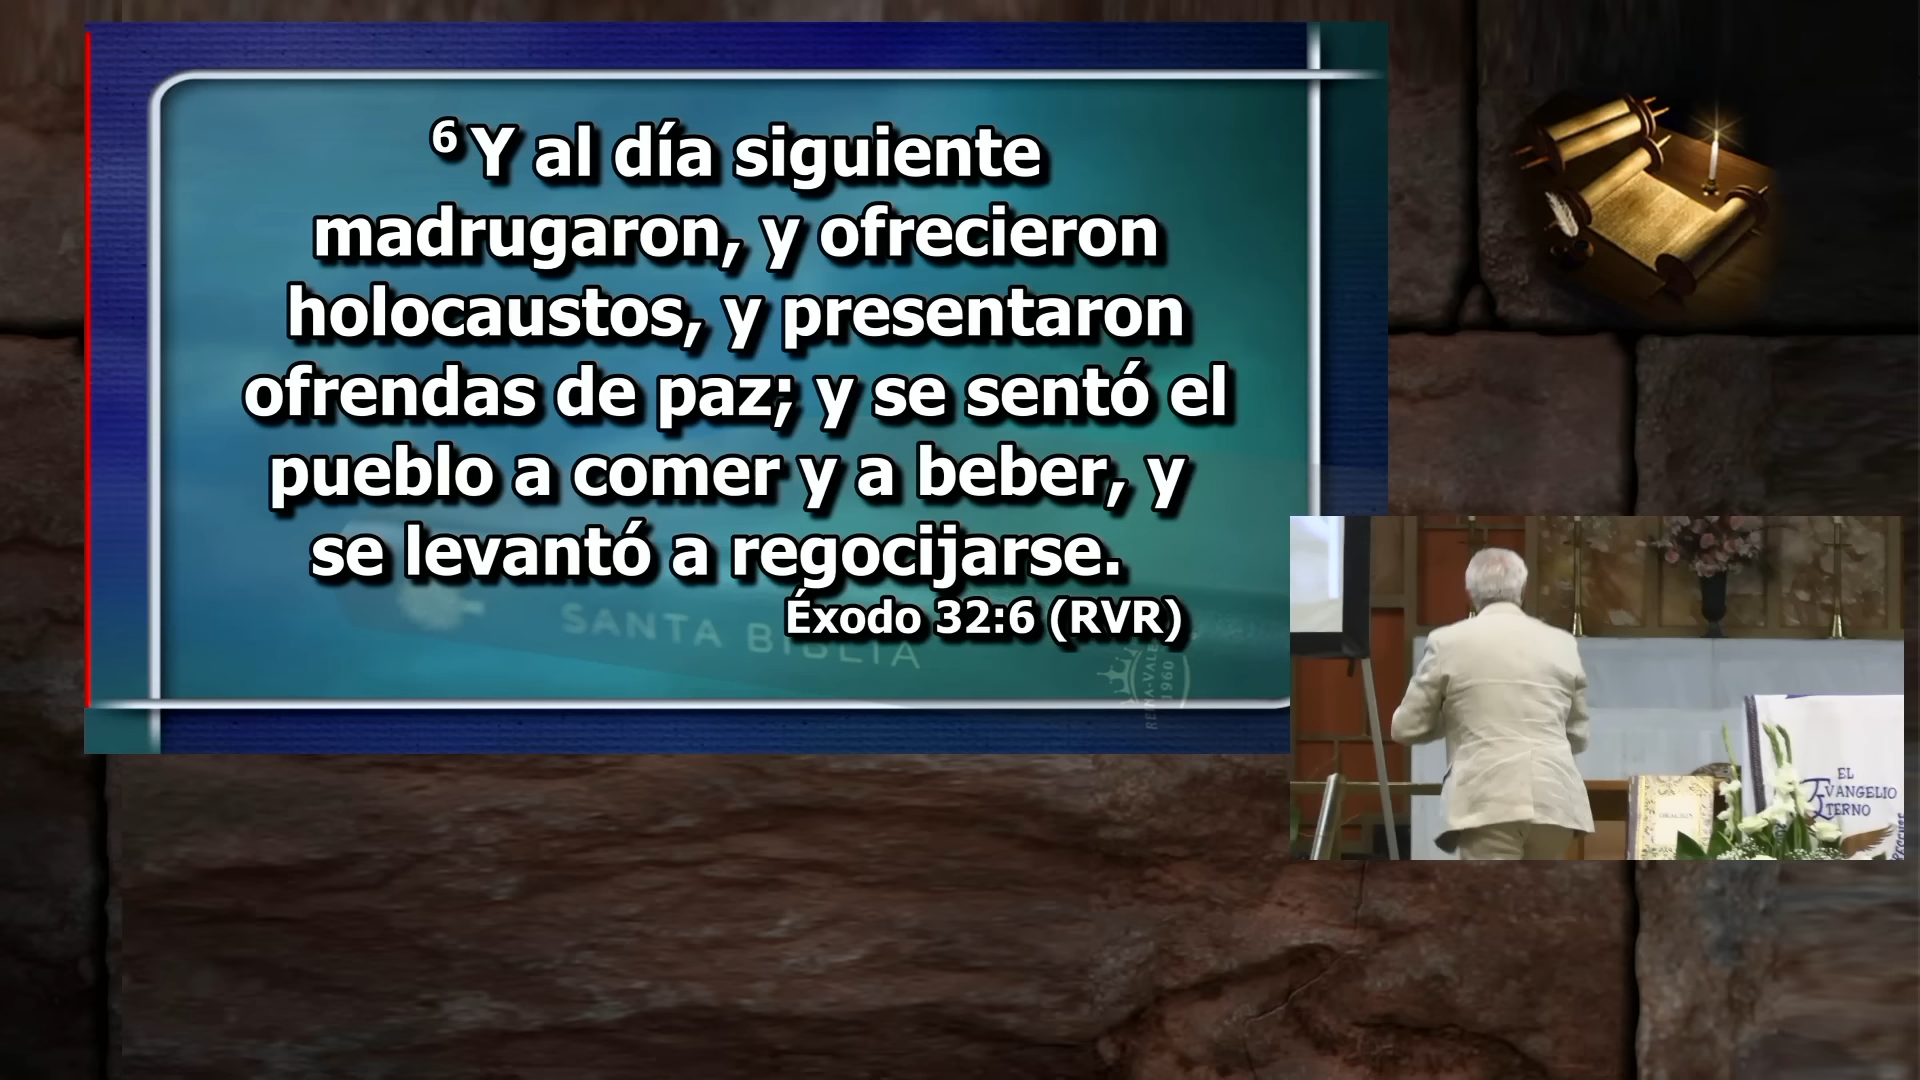 6 Y al día siguiente
madrugaron, y ofrecieron
holocaustos, y presentaron
ofrendas de paz; y se sentó el
pueblo a comer y a beber, y
se levantó a regocijarse.
Éxodo 32:6 (RVR)
SANTA BIBLIA
1960
EL
EVANGELIO
ETERNO